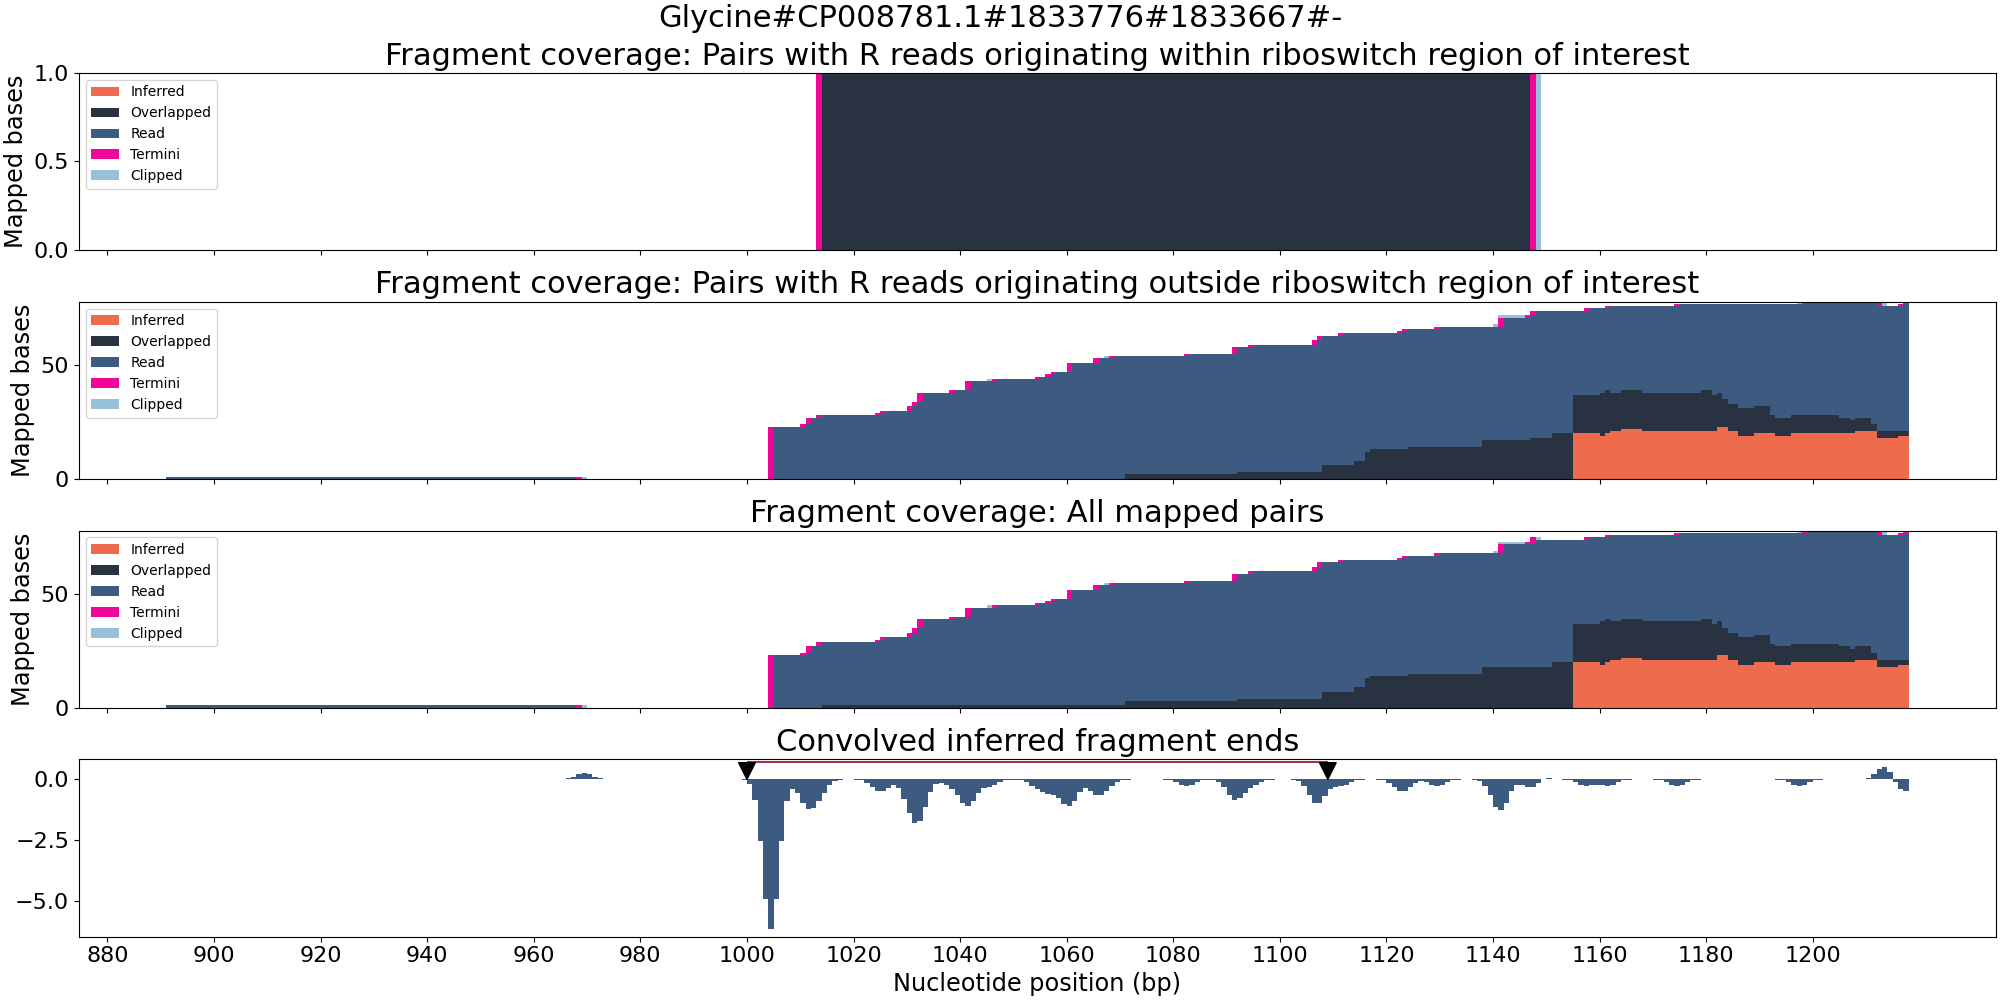 Glycine#CP008781.1#1833776#1833667#-
Fragment coverage: Pairs with R reads originating within riboswitch region of interest
Mapped bases
1.0
0.5
0.0
Inferred
Overlapped
Read
Termini
Clipped
Fragment coverage: Pairs with R reads originating outside riboswitch region of interest
Mapped bases
50
0
Inferred
Overlapped
Read
Termini
Clipped
Fragment coverage: All mapped pairs
Mapped bases
50
0
Inferred
Overlapped
Read
Termini
Clipped
Convolved inferred fragment ends
0.0
−2.5
−5.0
880 900 920 940 960 980 1000 1020 1040 1060 1080 1100 1120 1140 1160 1180 1200
Nucleotide position (bp)